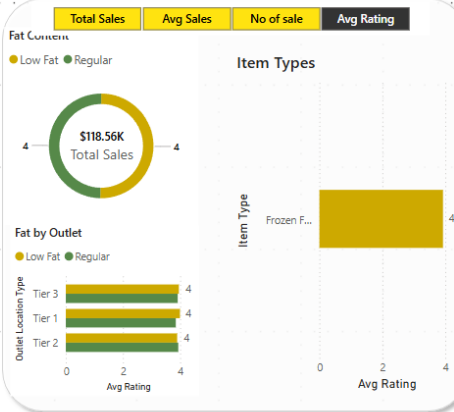 Total Sales Avg Sales No of sale Avg Rating
Fat Content
Low Fat Regular
$118.56K
Total Sales
4 4
Fat by Outlet
Low Fat Regular
Outlet Location Type
Tier 3 4
Tier 1 4
Tier 2 4
0 2 4
Avg Rating
Item Types
Item Type
Frozen F... 4
0 2 4
Avg Rating